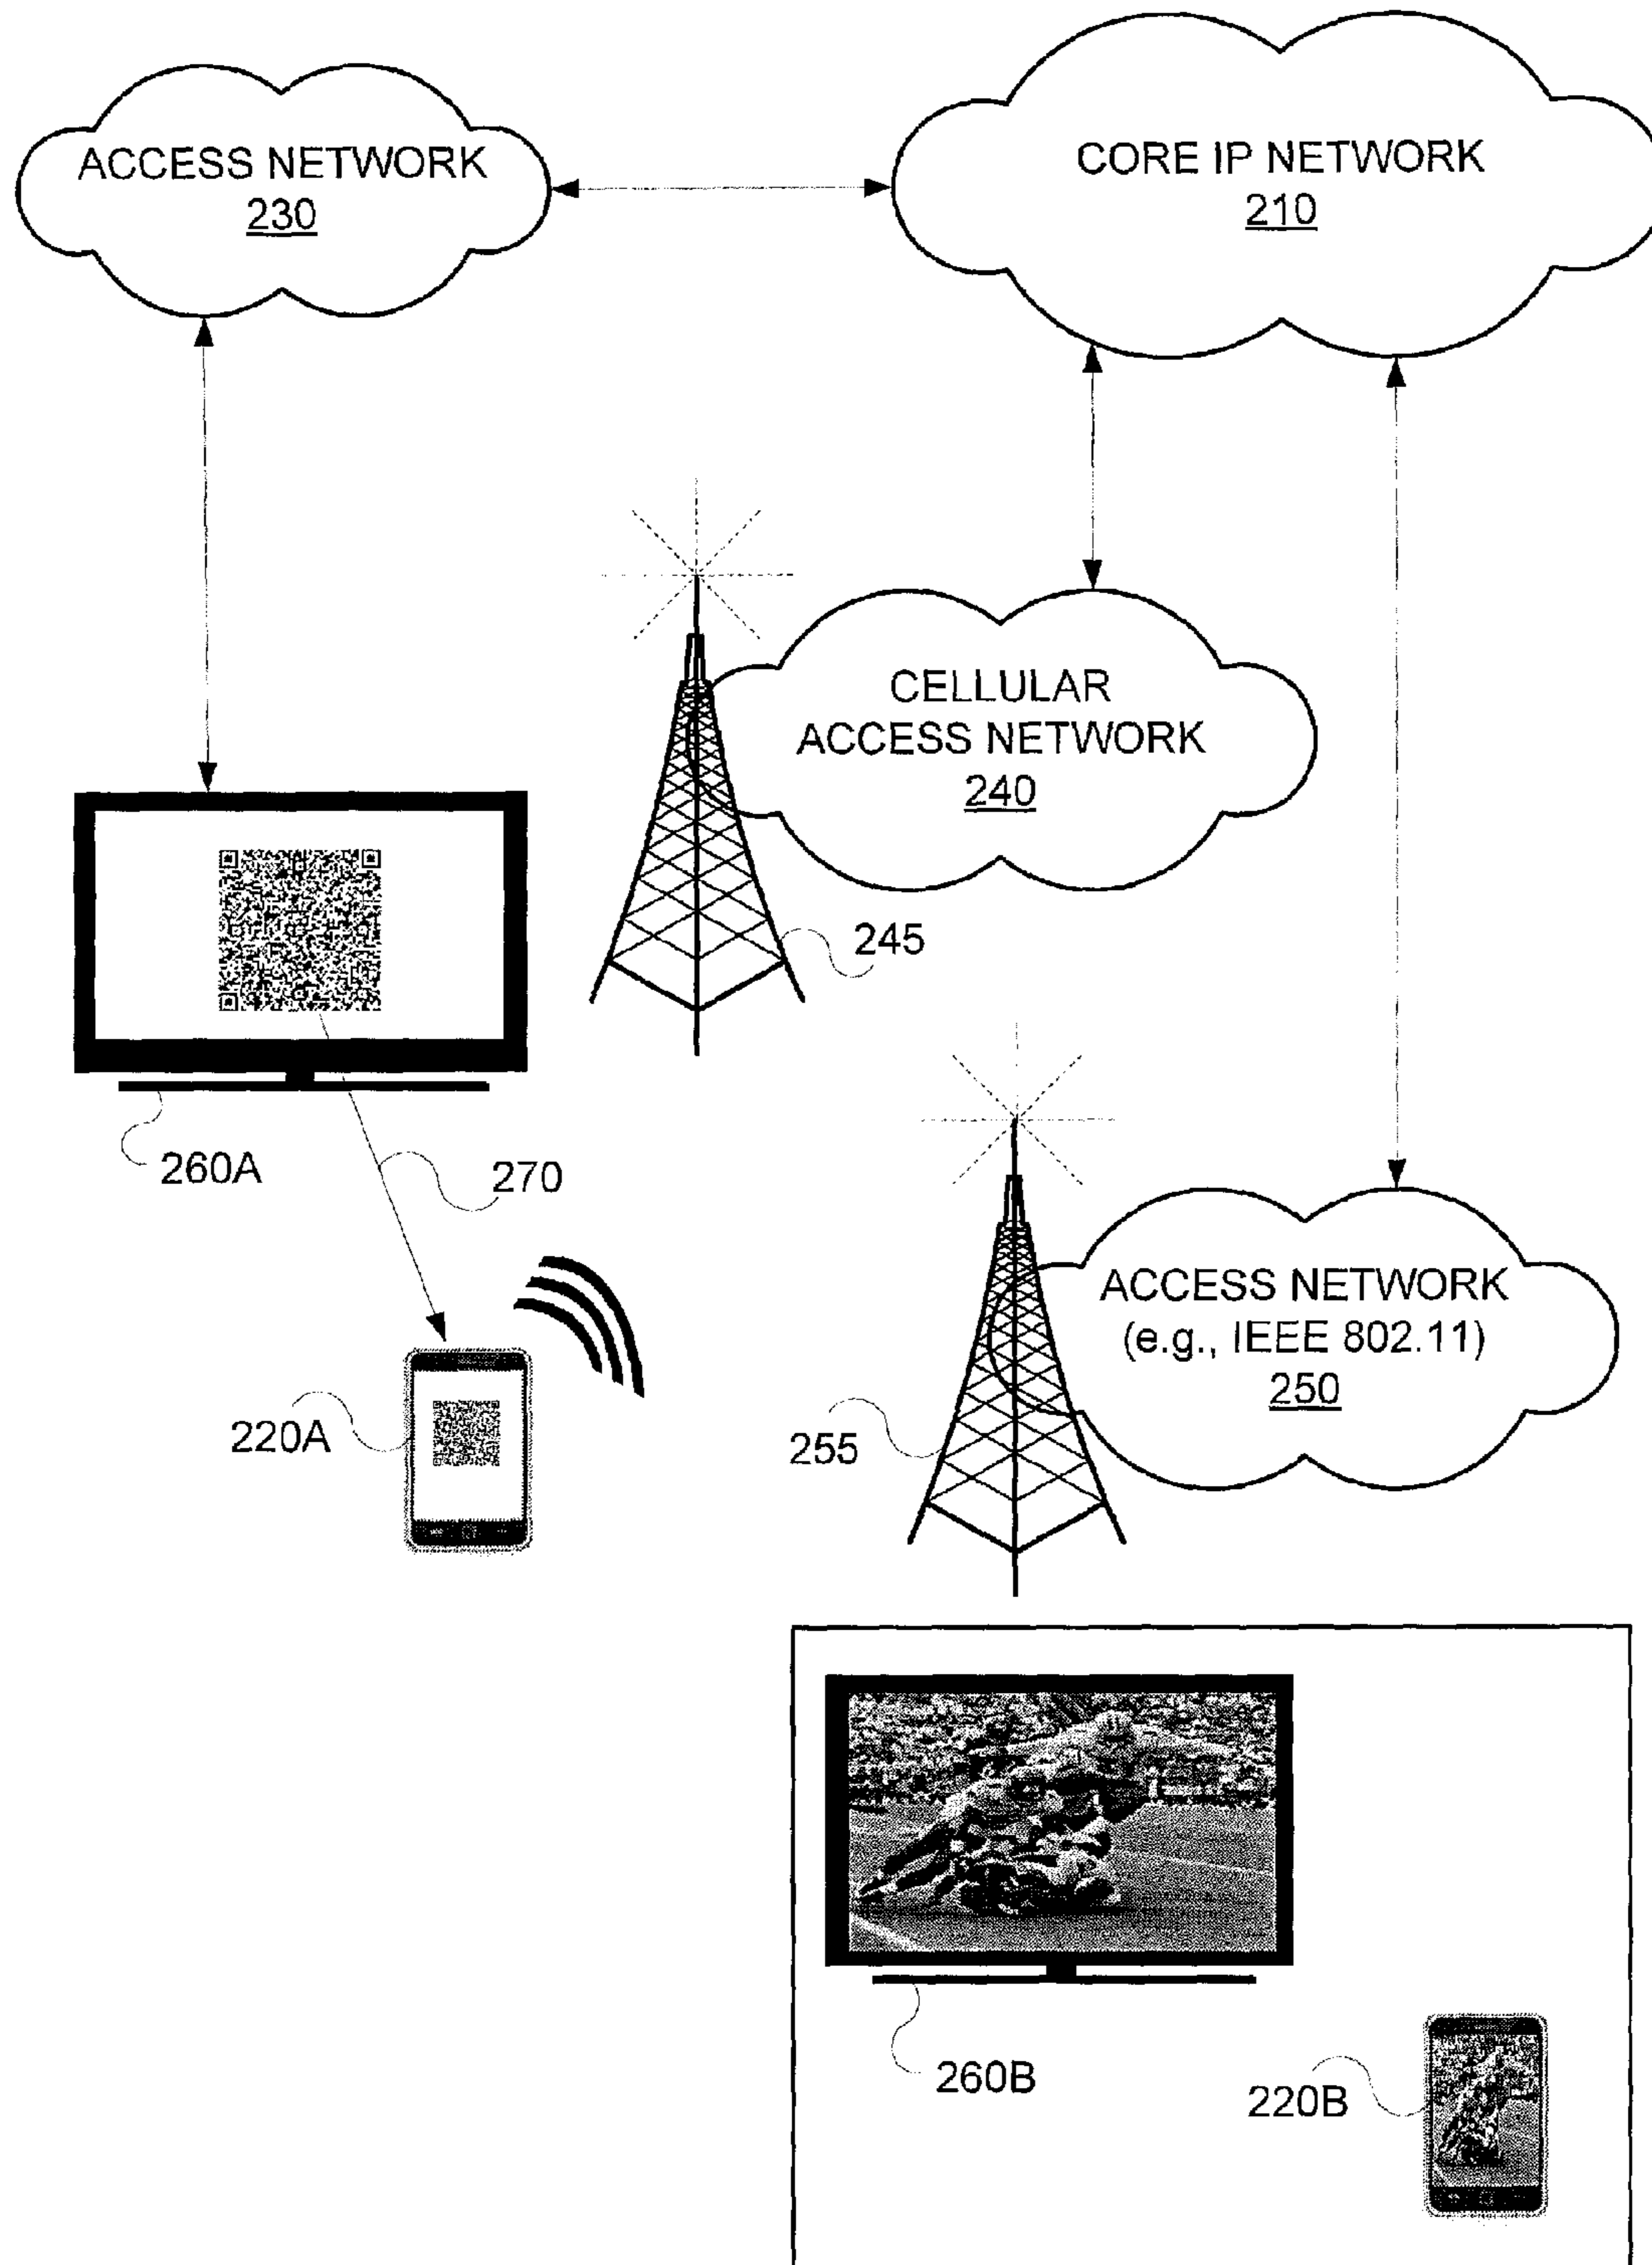 ACCESS NETWORK
230
CORE IP NETWORK
210
CELLULAR
ACCESS NETWORK
240
245
260A
270
ACCESS NETWORK
(e.g., IEEE 802.11)
250
220A
255
260B
220B